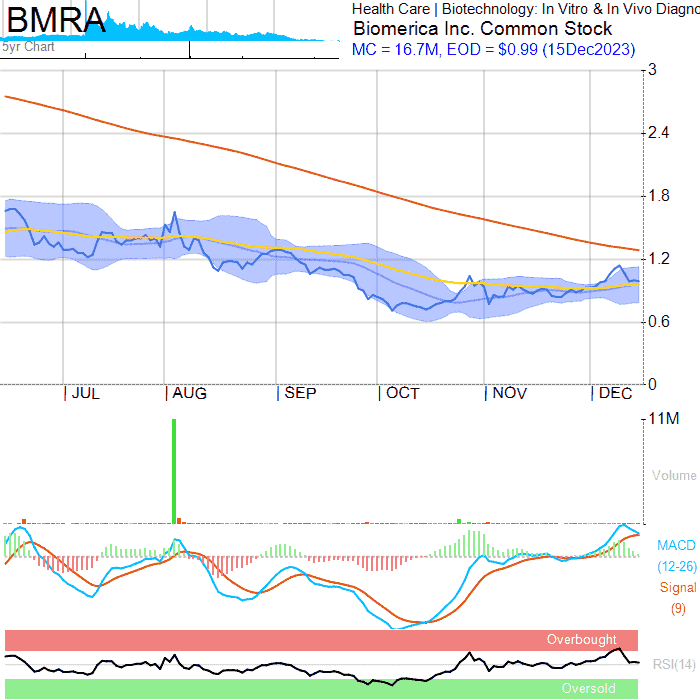 BMRA
5yr Chart
Health Care | Biotechnology: In Vitro & In Vivo Diagno
Biomerica Inc. Common Stock
MC = 16.7M, EOD = $0.99 (15Dec2023)
3
2.4
1.8
1.2
0.6
0
JUL
AUG
SEP
OCT
NOV
DEC
11M
Volume
MACD
(12-26)
Signal
(9)
Overbought
RSI(14)
Oversold